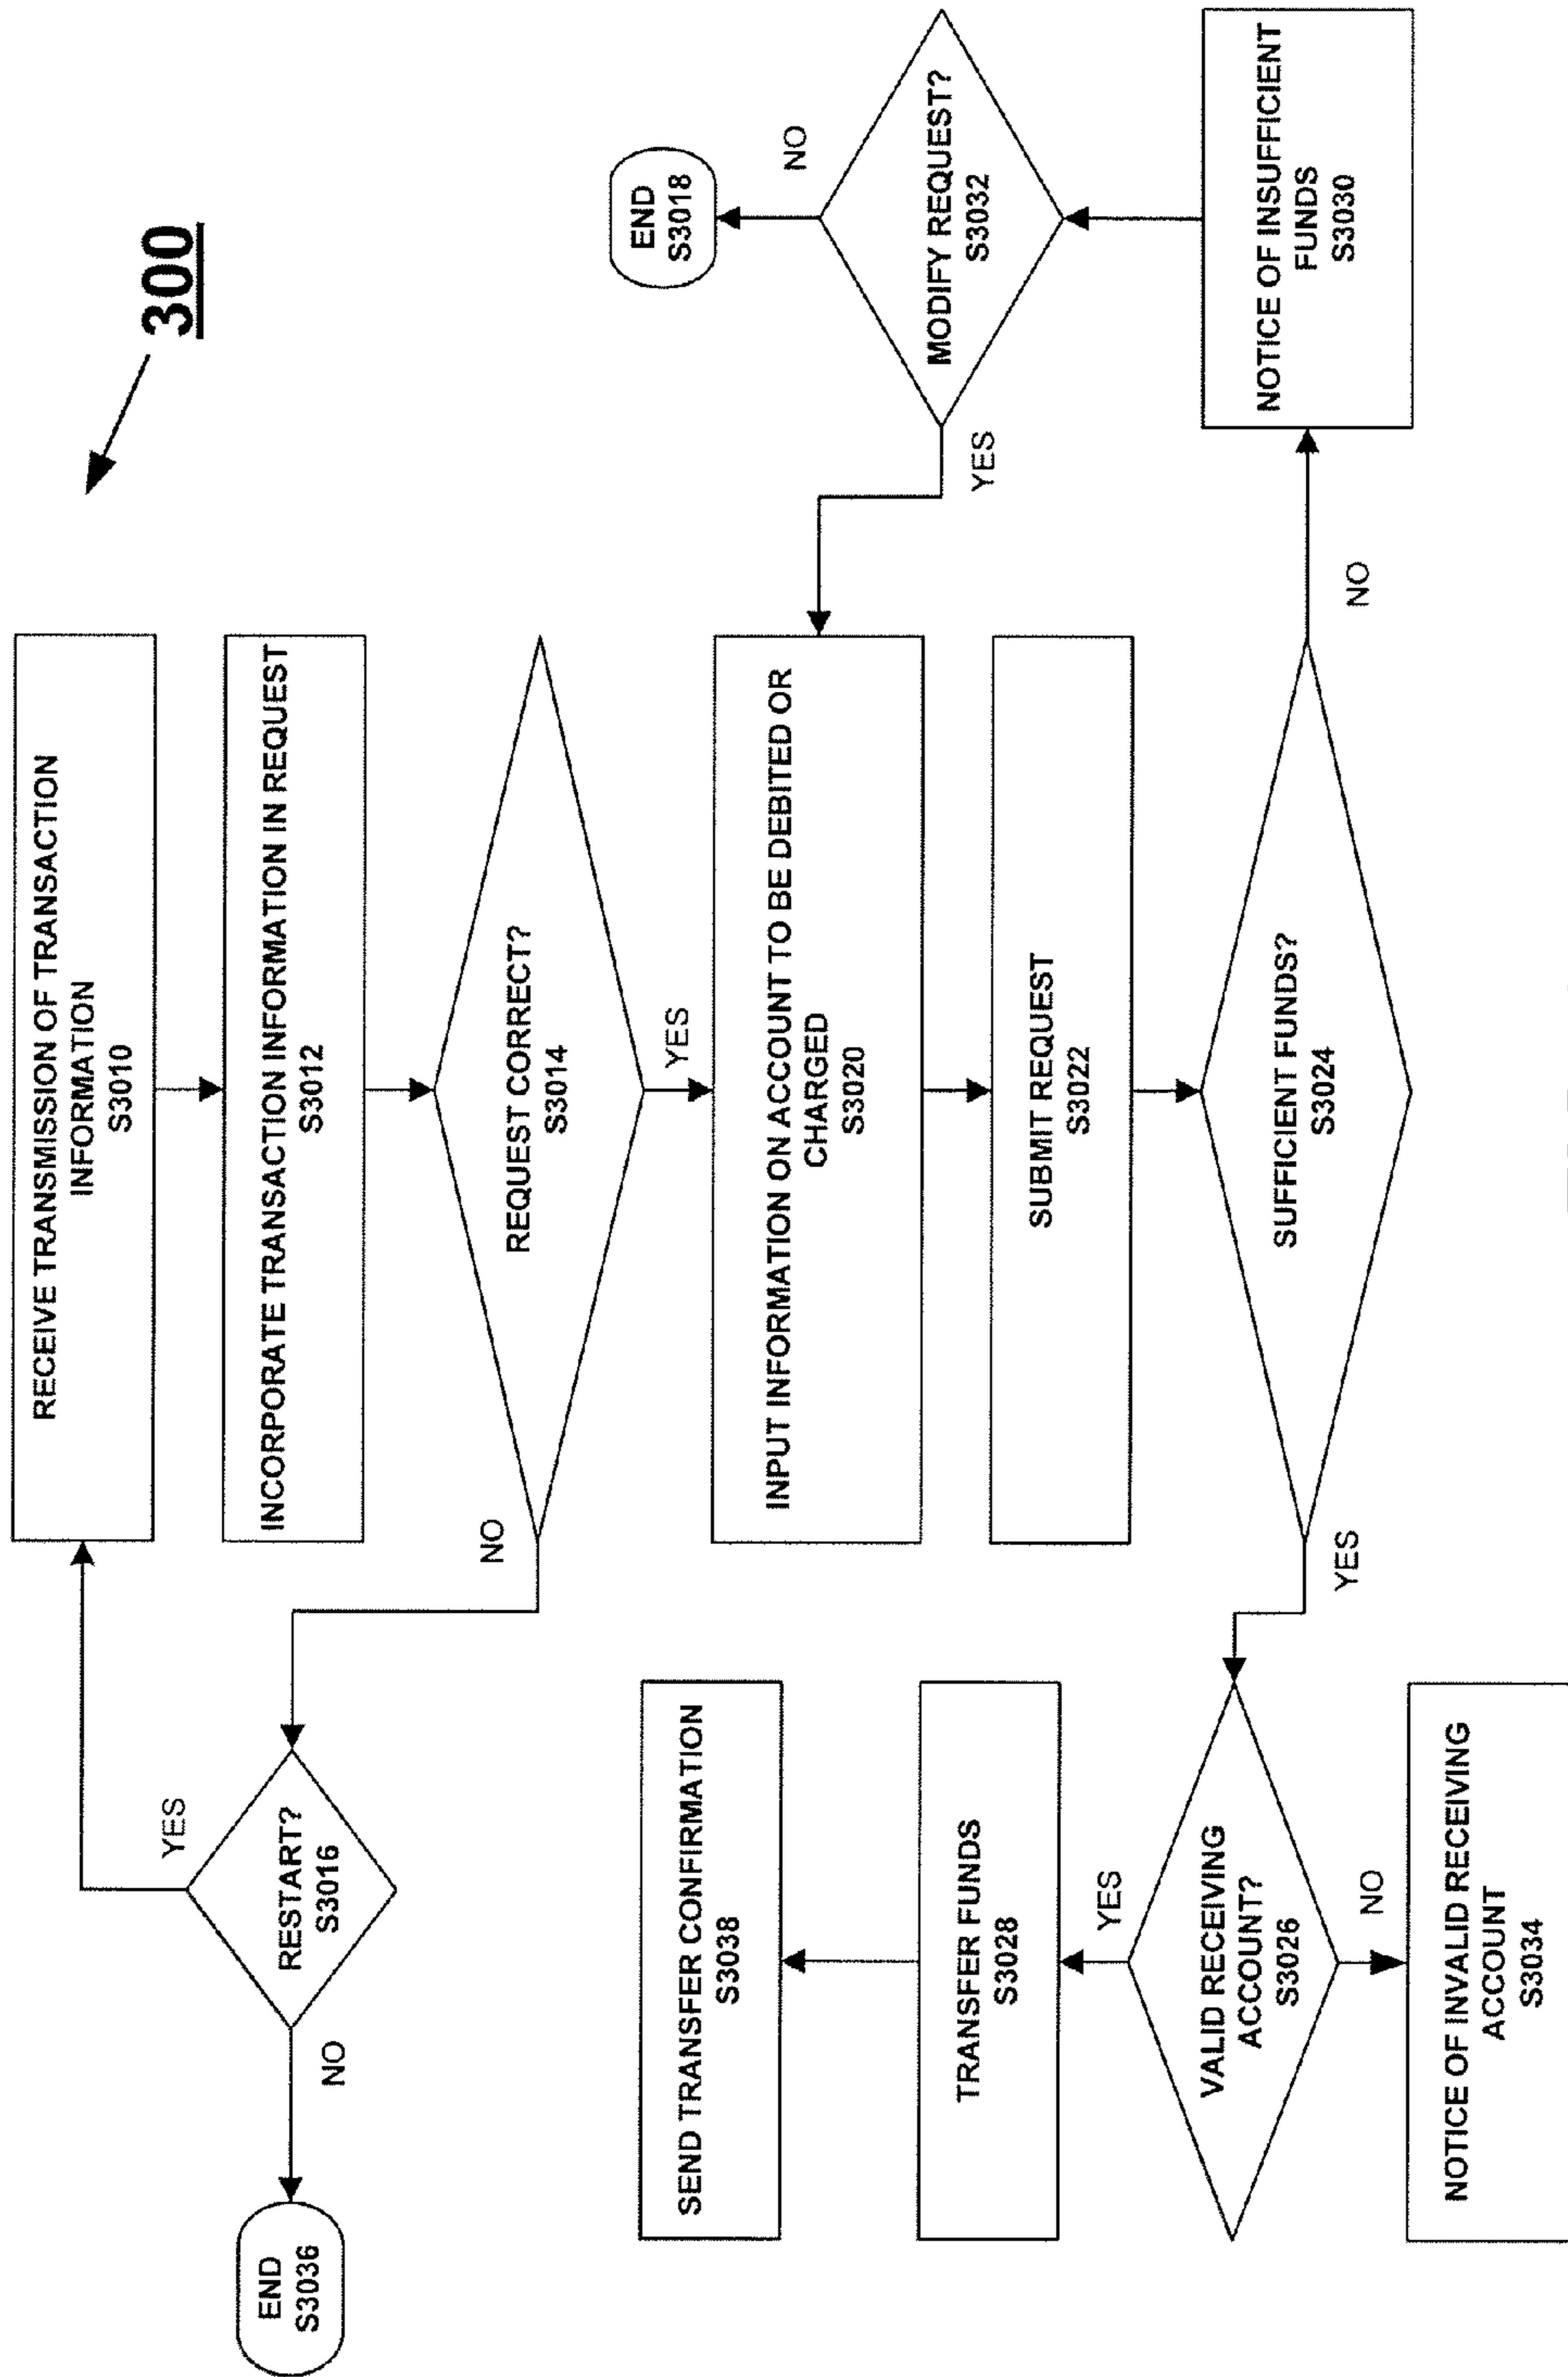 300
RECEIVE TRANSMISSION OF TRANSACTION
INFORMATION
S3010
INCORPORATE TRANSACTION INFORMATION IN REQUEST
S3012
REQUEST CORRECT?
S3014
NO
YES
RESTART?
S3016
YES
NO
END
S3036
INPUT INFORMATION ON ACCOUNT TO BE DEBITED OR
CHARGED
S3020
SUBMIT REQUEST
S3022
SUFFICIENT FUNDS?
S3024
YES
NO
SEND TRANSFER CONFIRMATION
S3038
TRANSFER FUNDS
S3028
YES
VALID RECEIVING
ACCOUNT?
S3026
NO
NOTICE OF INVALID RECEIVING
ACCOUNT
S3034
END
S3018
NO
MODIFY REQUEST?
S3032
YES
NOTICE OF INSUFFICIENT
FUNDS
S3030